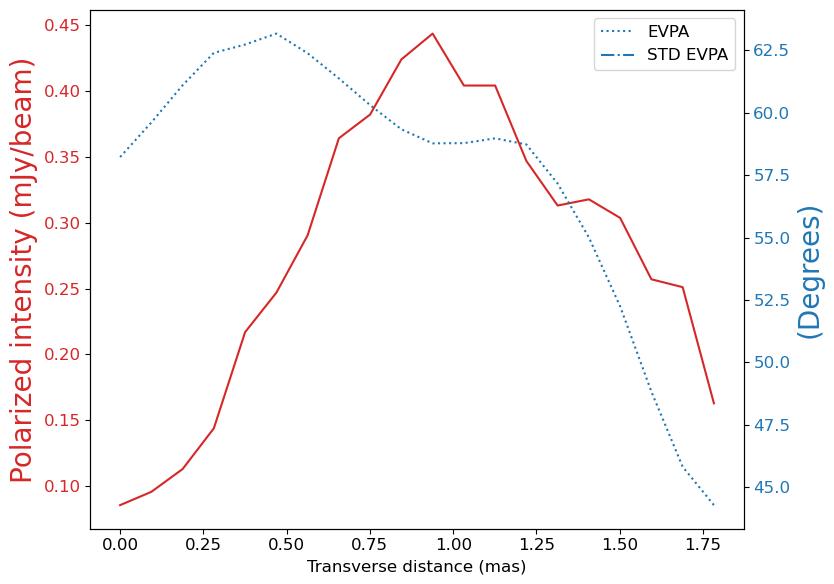 EVPA
STD EVPA
Polarized intensity (mJy/beam)
0.45
0.40
0.35
0.30
0.25
0.20
0.15
0.10
62.5
60.0
57.5
55.0
52.5
50.0
47.5
45.0
(Degrees)
0.00 0.25 0.50 0.75 1.00 1.25 1.50 1.75
Transverse distance (mas)